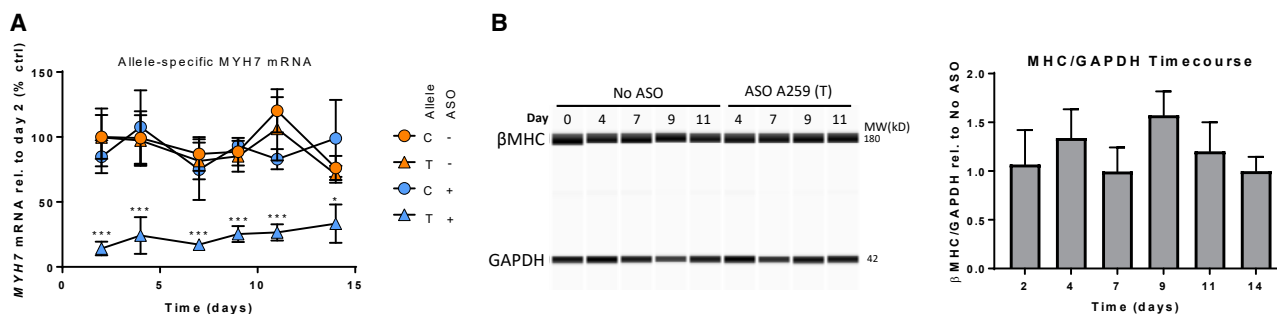 A
Allele-specific MYH7 mRNA
MYH7 mRNA rel. to day 2 (% ctrl)
150
100
50
0
0 5 10 15
Time (days)
*** *** *** *** *** *
Allele ASO
C -
T -
C +
T +
B
No ASO ASO A259 (T)
Day 0 4 7 9 11 4 7 9 11 MW(kD)
βMHC 180
GAPDH 42
MHC/GAPDH Timecourse
β MHC/GAPDH rel. to No ASO
2.0
1.5
1.0
0.5
0.0
2 4 7 9 11 14
Time (days)